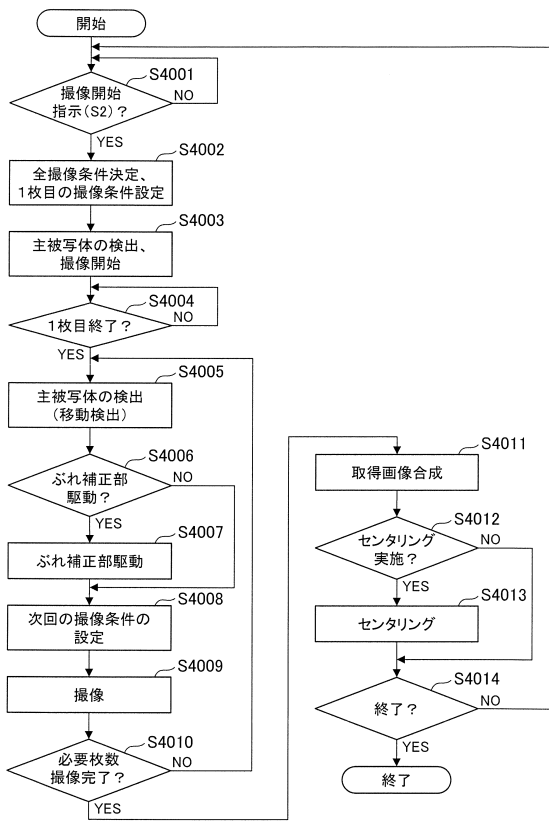 開始
S4001
撮像開始
指示(S2)?
NO
YES
S4002
全撮像条件決定、
1枚目の撮像条件設定
S4003
主被写体の検出、
撮像開始
S4004
1枚目終了?
NO
YES
S4005
主被写体の検出
(移動検出)
S4006
ぶれ補正部
駆動?
NO
YES
S4007
ぶれ補正部駆動
S4008
次回の撮像条件の
設定
S4009
撮像
S4010
必要枚数
撮像完了?
NO
YES
S4011
取得画像合成
S4012
センタリング
実施?
NO
YES
S4013
センタリング
S4014
終了?
NO
YES
終了